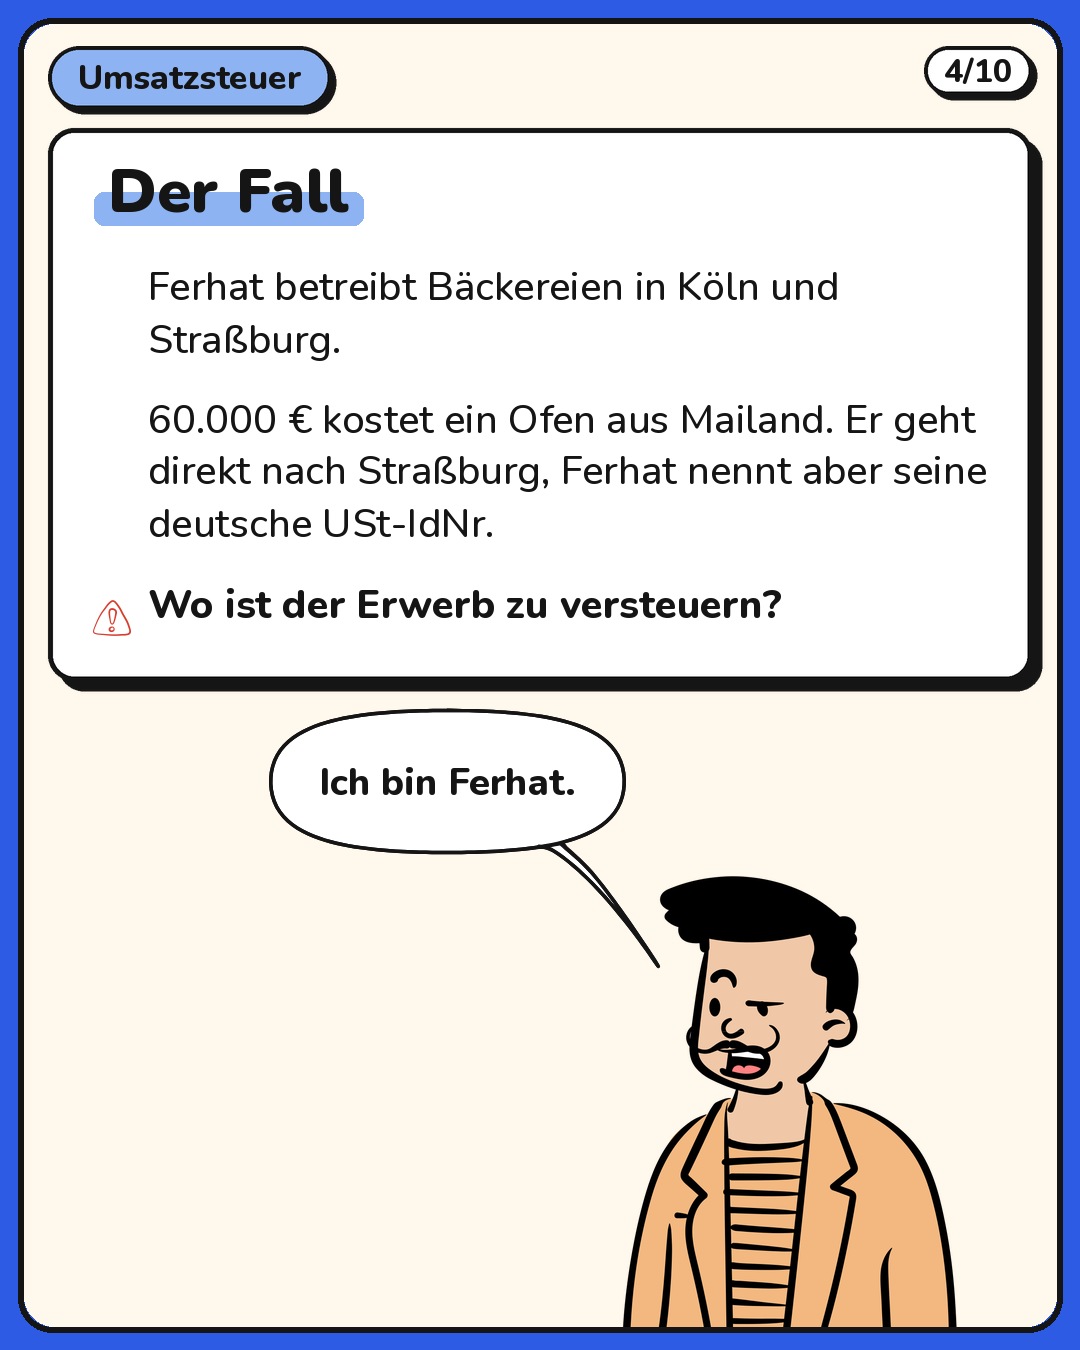 Umsatzsteuer
4/10
Der Fall
Ferhat betreibt Bäckereien in Köln und
Straßburg.
60.000 € kostet ein Ofen aus Mailand. Er geht
direkt nach Straßburg, Ferhat nennt aber seine
deutsche USt-IdNr.
Wo ist der Erwerb zu versteuern?
Ich bin Ferhat.